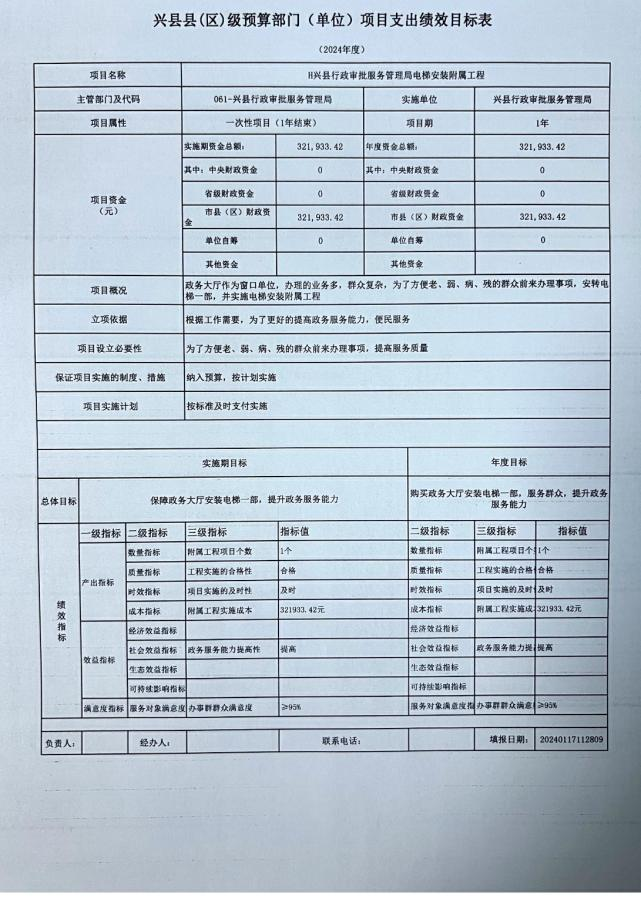 兴县县(区)级预算部门（单位）项目支出绩效目标表
（2024年度）
项目名称 H兴县行政审批服务管理局电梯安装附属工程
主管部门及代码 061-兴县行政审批服务管理局 实施单位 兴县行政审批服务管理局
项目属性 一次性项目（1年结束） 项目期 1年
项目资金（元） 实施期资金总额: 321,933.42 年度资金总额: 321,933.42
其中: 中央财政资金 0 其中: 中央财政资金 0
省级财政资金 0 省级财政资金 0
市县（区）财政资金 321,933.42 市县（区）财政资金 321,933.42
单位自筹 0 单位自筹 0
其他资金 其他资金
项目概况 政务大厅作为窗口单位，办理的业务多，群众复杂，为了方便老、弱、病、残的群众前来办理事项，安转电
梯一部，并实施电梯安装附属工程
立项依据 根据工作需要，为了更好的提高政务服务能力，便民服务
项目设立必要性 为了方便老、弱、病、残的群众前来办理事项，提高服务质量
保证项目实施的制度、措施 纳入预算，按计划实施
项目实施计划 按标准及时支付实施
实施期目标 年度目标
总体目标 保障政务大厅安装电梯一部，提升政务服务能力 购买政务大厅安装电梯一部，服务群众，提升政务
服务能力
绩效指标 一级指标 二级指标 三级指标 指标值 二级指标 三级指标 指标值
产出指标 数量指标 附属工程项目个数 1个 数量指标 附属工程项目个 1个
质量指标 工程实施的合格性 合格 质量指标 工程实施的合格 合格
时效指标 项目实施的及时性 及时 时效指标 项目实施的及时 及时
成本指标 附属工程实施成本 321933.42元 成本指标 附属工程实施成 321933.42元
效益指标 经济效益指标 经济效益指标
社会效益指标 政务服务能力提高性 提高 社会效益指标 政务服务能力提 提高
生态效益指标 生态效益指标
可持续影响指标 可持续影响指标
满意度指标 服务对象满意度 办事群群众满意度 ≥95% 服务对象满意度指 办事群群众满意 ≥95%
负责人: 经办人: 联系电话: 填报日期: 20240117112809